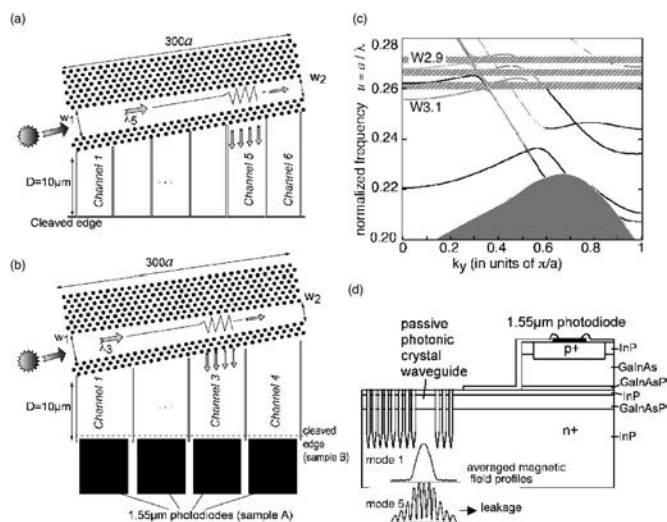 (a)
300a
w2
w1
λ5
D=10µm
Channel 1
...
Channel 5
Channel 6
Cleaved edge
(b)
300a
w2
w1
λ3
D=10µm
Channel 1
Channel 3
Channel 4
cleaved
edge
(sample B)
1.55µm photodiodes (sample A)
(c)
normalized frequency u = a / λ
0.28
0.26
0.24
0.22
0.20
W2.9
W3.1
0 0.2 0.4 0.6 0.8 1
ky (in units of π/a)
(d)
1.55µm photodiode
passive
photonic
crystal
waveguide
p+
InP
GaInAs
GaInAsP
InP
GaInAsP
n+
InP
mode 1
averaged magnetic
field profiles
mode 5
leakage